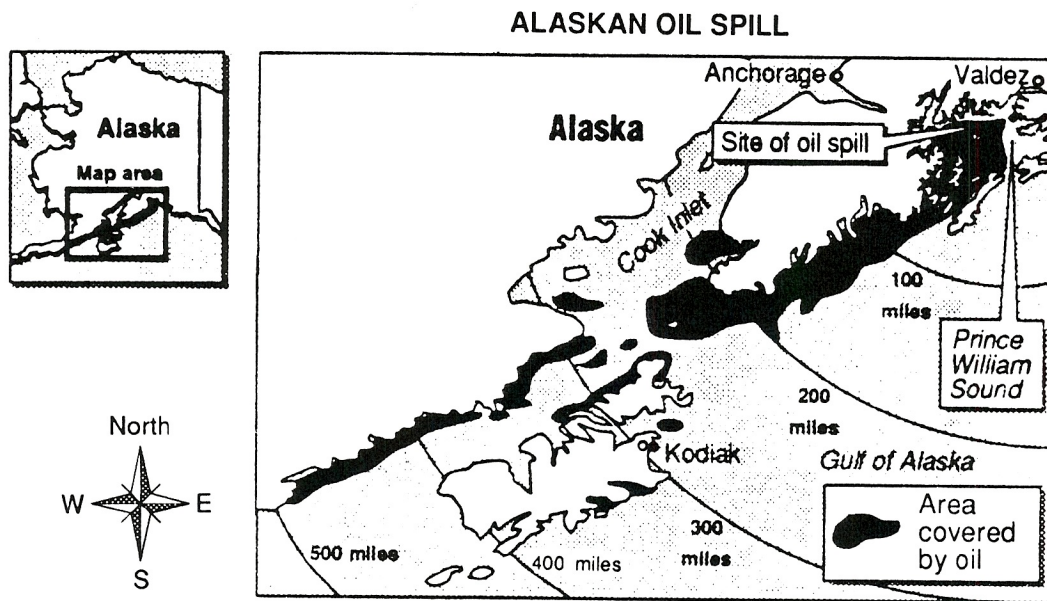 ALASKAN OIL SPILL
Alaska
Map area
Anchorage
Valdez
Alaska
Site of oil spill
Cook Inlet
100
miles
Prince
William
Sound
200
miles
Kodiak
Gulf of Alaska
300
miles
400 miles
500 miles
Area
covered
by oil
North
W
E
S